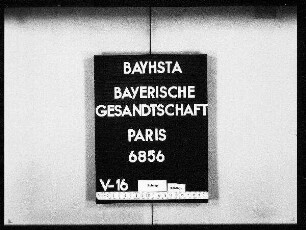 BAYHSTA
BAYERISCHE
GESANDTSCHAFT
PARIS
6856
V-16